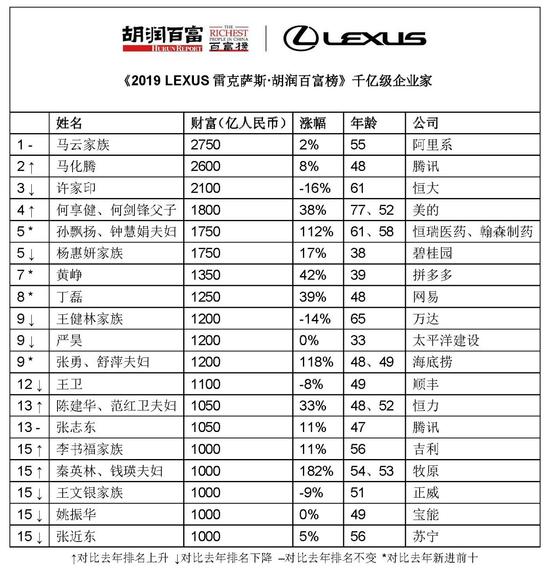 胡润百富 HURUN REPORT THE RICHEST PEOPLE IN CHINA 百富榜 LEXUS
《2019 LEXUS 雷克萨斯·胡润百富榜》千亿级企业家
姓名 财富(亿人民币) 涨幅 年龄 公司
1 - 马云家族 2750 2% 55 阿里系
2 ↑ 马化腾 2600 8% 48 腾讯
3 ↓ 许家印 2100 -16% 61 恒大
4 ↑ 何享健、何剑锋父子 1800 38% 77、52 美的
5 * 孙飘扬、钟慧娟夫妇 1750 112% 61、58 恒瑞医药、翰森制药
5 ↓ 杨惠妍家族 1750 17% 38 碧桂园
7 * 黄峥 1350 42% 39 拼多多
8 * 丁磊 1250 39% 48 网易
9 ↓ 王健林家族 1200 -14% 65 万达
9 ↓ 严昊 1200 0% 33 太平洋建设
9 * 张勇、舒萍夫妇 1200 118% 48、49 海底捞
12 ↓ 王卫 1100 -8% 49 顺丰
13 ↑ 陈建华、范红卫夫妇 1050 33% 48、52 恒力
13 - 张志东 1050 11% 47 腾讯
15 ↑ 李书福家族 1000 11% 56 吉利
15 ↑ 秦英林、钱瑛夫妇 1000 182% 54、53 牧原
15 ↓ 王文银家族 1000 -9% 51 正威
15 ↓ 姚振华 1000 0% 49 宝能
15 ↓ 张近东 1000 5% 56 苏宁
↑对比去年排名上升 ↓对比去年排名下降 –对比去年排名不变 *对比去年新进前十